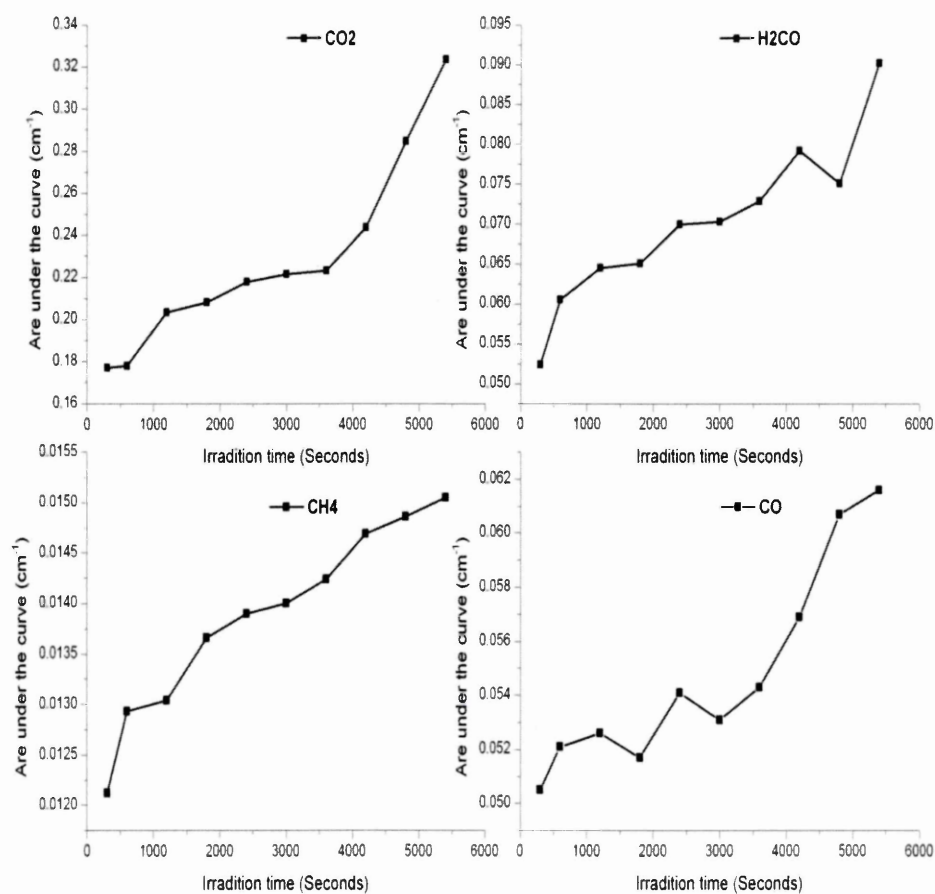 CO2
0.34
0.32
0.30
0.28
0.26
0.24
0.22
0.20
0.18
0.16
Are under the curve (cm-1)
0 1000 2000 3000 4000 5000 6000
Irradition time (Seconds)
H2CO
0.095
0.090
0.085
0.080
0.075
0.070
0.065
0.060
0.055
0.050
Are under the curve (cm-1)
0 1000 2000 3000 4000 5000 6000
Irradition time (Seconds)
CH4
0.0155
0.0150
0.0145
0.0140
0.0135
0.0130
0.0125
0.0120
Are under the curve (cm-1)
0 1000 2000 3000 4000 5000 6000
Irradition time (Seconds)
CO
0.062
0.060
0.058
0.056
0.054
0.052
0.050
Are under the curve (cm-1)
0 1000 2000 3000 4000 5000 6000
Irradition time (Seconds)